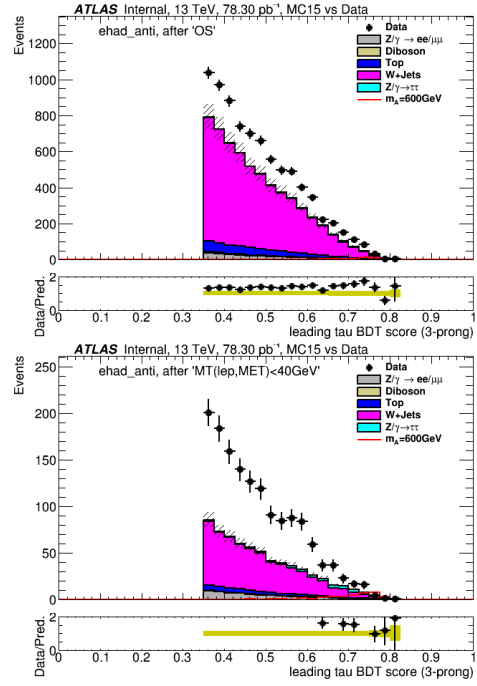 ATLAS Internal, 13 TeV, 78.30 pb⁻¹, MC15 vs Data
Events
ehad_anti, after 'OS'
Data
Z/γ → ee/μμ
Diboson
Top
W+Jets
Z/γ→ττ
m_A=600GeV
1200
1000
800
600
400
200
0
Data/Pred.
2
1
0
0 0.1 0.2 0.3 0.4 0.5 0.6 0.7 0.8 0.9 1
leading tau BDT score (3-prong)
ATLAS Internal, 13 TeV, 78.30 pb⁻¹, MC15 vs Data
Events
ehad_anti, after 'MT(lep,MET)<40GeV'
Data
Z/γ → ee/μμ
Diboson
Top
W+Jets
Z/γ→ττ
m_A=600GeV
250
200
150
100
50
0
Data/Pred.
2
0
0 0.1 0.2 0.3 0.4 0.5 0.6 0.7 0.8 0.9 1
leading tau BDT score (3-prong)